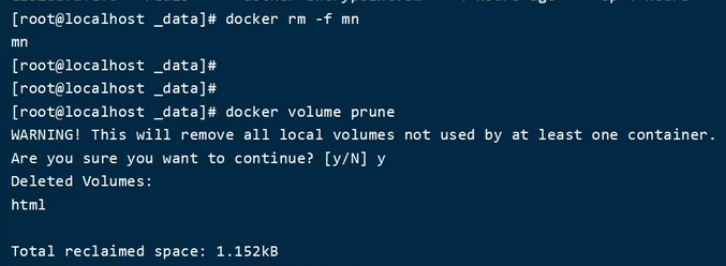 [root@localhost _data]# docker rm -f mn
mn
[root@localhost _data]#
[root@localhost _data]#
[root@localhost _data]# docker volume prune
WARNING! This will remove all local volumes not used by at least one container.
Are you sure you want to continue? [y/N] y
Deleted Volumes:
html
Total reclaimed space: 1.152kB